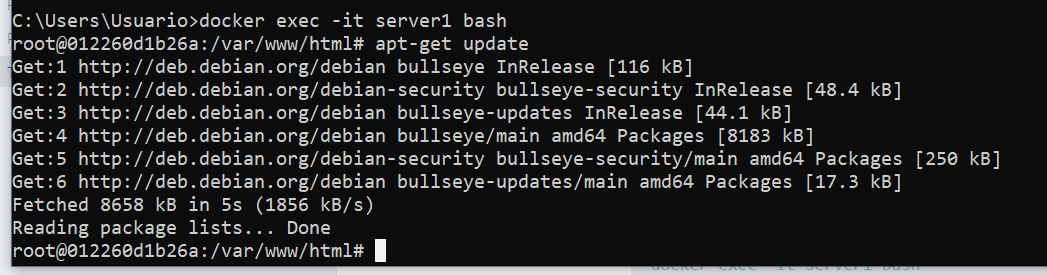 C:\Users\Usuario>docker exec -it server1 bash
root@012260d1b26a:/var/www/html# apt-get update
Get:1 http://deb.debian.org/debian bullseye InRelease [116 kB]
Get:2 http://deb.debian.org/debian-security bullseye-security InRelease [48.4 kB]
Get:3 http://deb.debian.org/debian bullseye-updates InRelease [44.1 kB]
Get:4 http://deb.debian.org/debian bullseye/main amd64 Packages [8183 kB]
Get:5 http://deb.debian.org/debian-security bullseye-security/main amd64 Packages [250 kB]
Get:6 http://deb.debian.org/debian bullseye-updates/main amd64 Packages [17.3 kB]
Fetched 8658 kB in 5s (1856 kB/s)
Reading package lists... Done
root@012260d1b26a:/var/www/html#
docker exec -it server1 bash